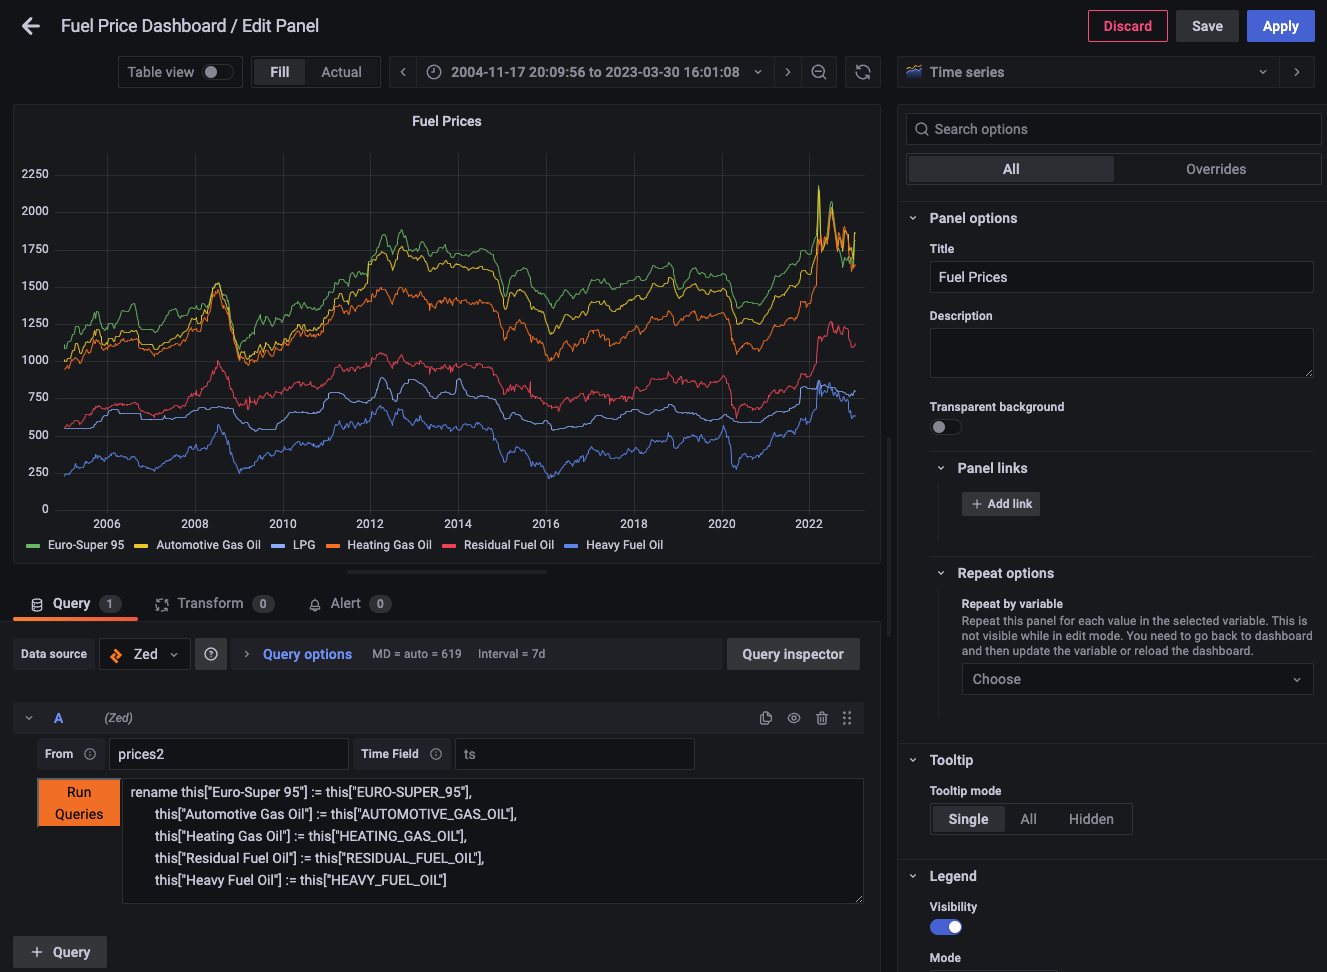 Fuel Price Dashboard / Edit Panel
Discard
Save
Apply
Table view
Fill
Actual
2004-11-17 20:09:56 to 2023-03-30 16:01:08
Time series
Fuel Prices
2250
2000
1750
1500
1250
1000
750
500
250
0
2006
2008
2010
2012
2014
2016
2018
2020
2022
Euro-Super 95
Automotive Gas Oil
LPG
Heating Gas Oil
Residual Fuel Oil
Heavy Fuel Oil
Query 1
Transform 0
Alert 0
Data source
Zed
Query options
MD = auto = 619
Interval = 7d
Query inspector
A
(Zed)
From
prices2
Time Field
ts
Run
Queries
rename this["Euro-Super 95"] := this["EURO-SUPER_95"],
this["Automotive Gas Oil"] := this["AUTOMOTIVE_GAS_OIL"],
this["Heating Gas Oil"] := this["HEATING_GAS_OIL"],
this["Residual Fuel Oil"] := this["RESIDUAL_FUEL_OIL"],
this["Heavy Fuel Oil"] := this["HEAVY_FUEL_OIL"]
+ Query
Search options
All
Overrides
Panel options
Title
Fuel Prices
Description
Transparent background
Panel links
+ Add link
Repeat options
Repeat by variable
Repeat this panel for each value in the selected variable. This is
not visible while in edit mode. You need to go back to dashboard
and then update the variable or reload the dashboard.
Choose
Tooltip
Tooltip mode
Single
All
Hidden
Legend
Visibility
Mode